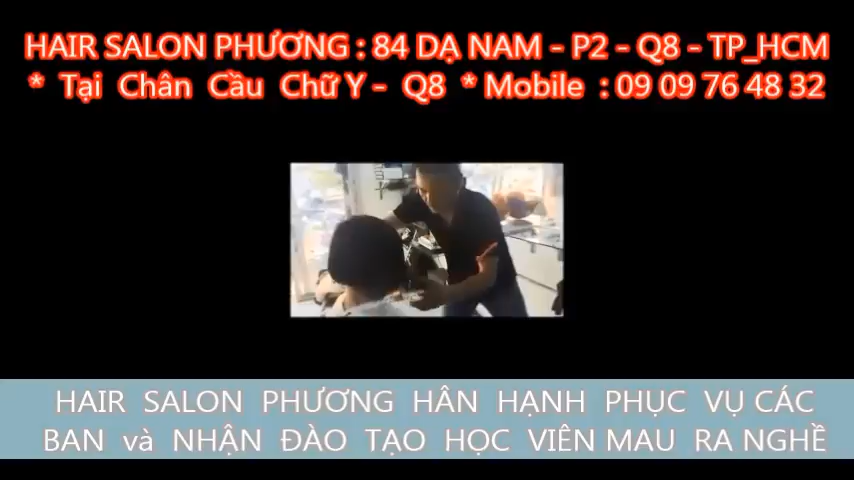 HAIR SALON PHƯƠNG : 84 DẠ NAM - P2 - Q8 - TP_HCM
* Tại Chân Cầu Chữ Y - Q8 * Mobile : 09 09 76 48 32
HAIR SALON PHƯƠNG HÂN HẠNH PHỤC VỤ CÁC
BẠN và NHẬN ĐÀO TẠO HỌC VIÊN MAU RA NGHỀ